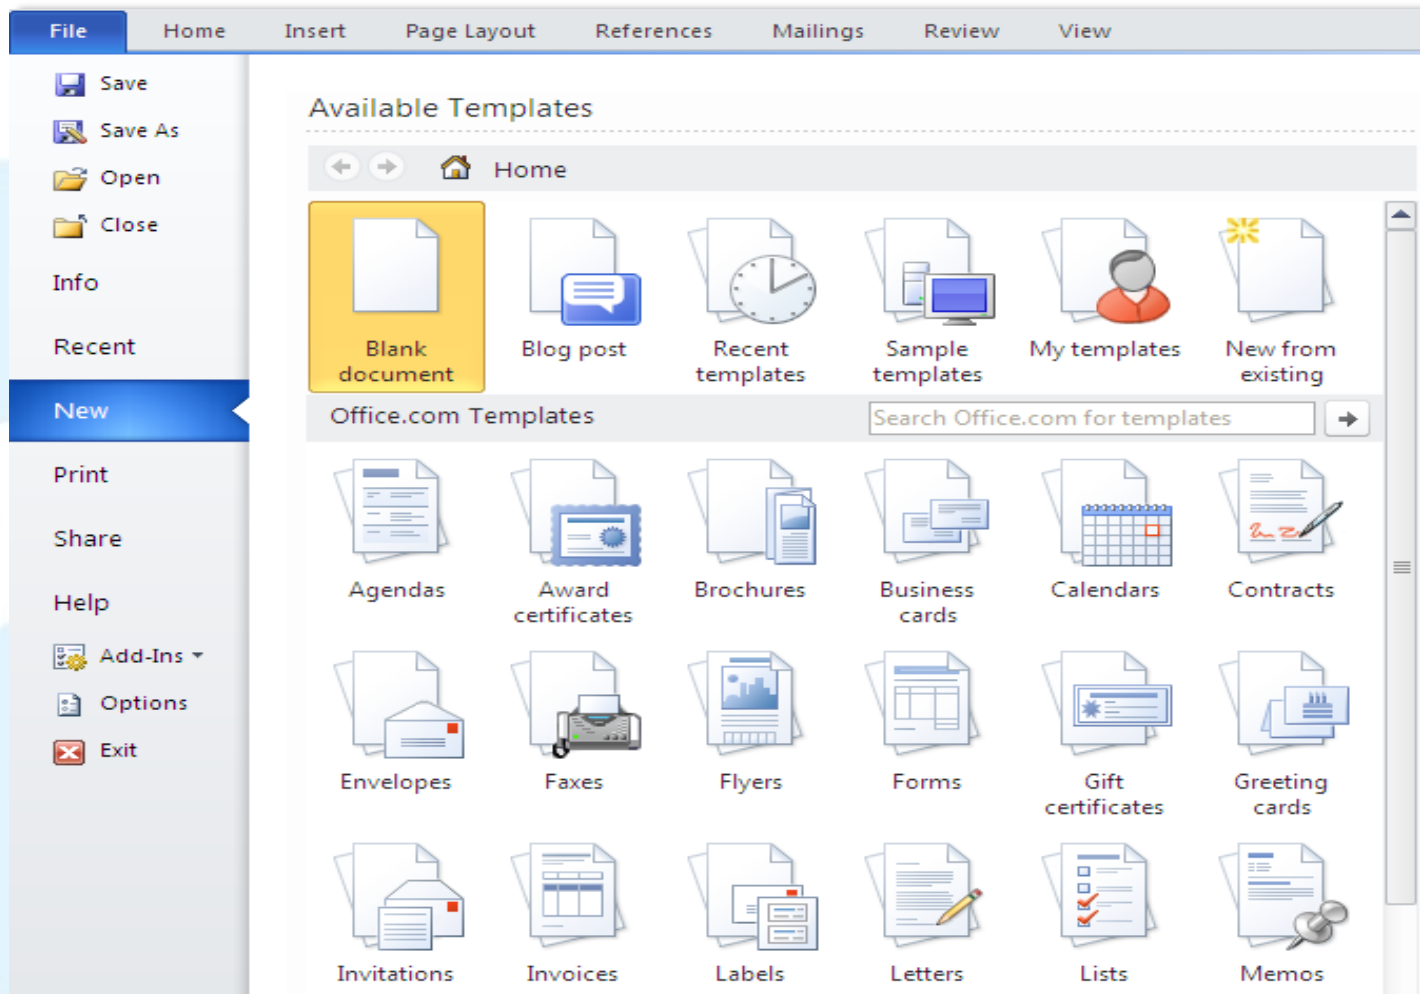 File Home Insert Page Layout References Mailings Review View
Save
Save As
Open
Close
Info
Recent
New
Print
Share
Help
Add-Ins
Options
Exit
Available Templates
Home
Blank document
Blog post
Recent templates
Sample templates
My templates
New from existing
Office.com Templates
Search Office.com for templates
Agendas
Award certificates
Brochures
Business cards
Calendars
Contracts
Envelopes
Faxes
Flyers
Forms
Gift certificates
Greeting cards
Invitations
Invoices
Labels
Letters
Lists
Memos